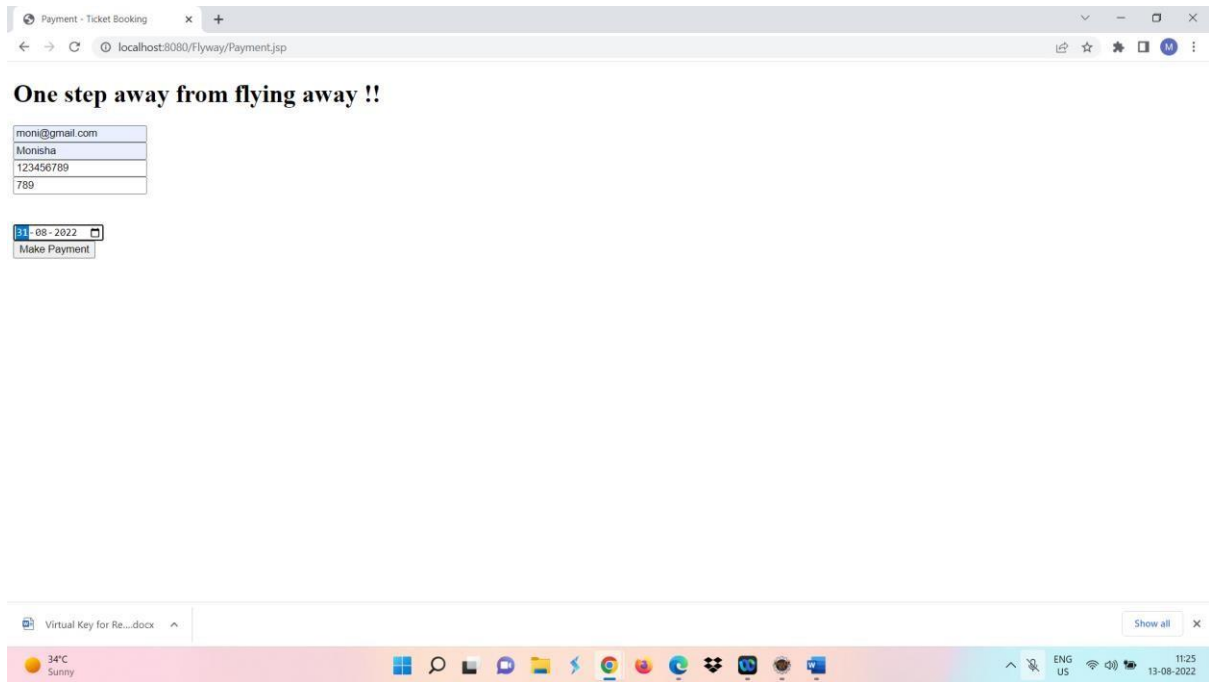 Payment - Ticket Booking
localhost:8080/Flyway/Payment.jsp
M
One step away from flying away !!
moni@gmail.com
Monisha
123456789
789
31-08-2022
Make Payment
Virtual Key for Re....docx
Show all
34°C
Sunny
ENG
US
11:25
13-08-2022